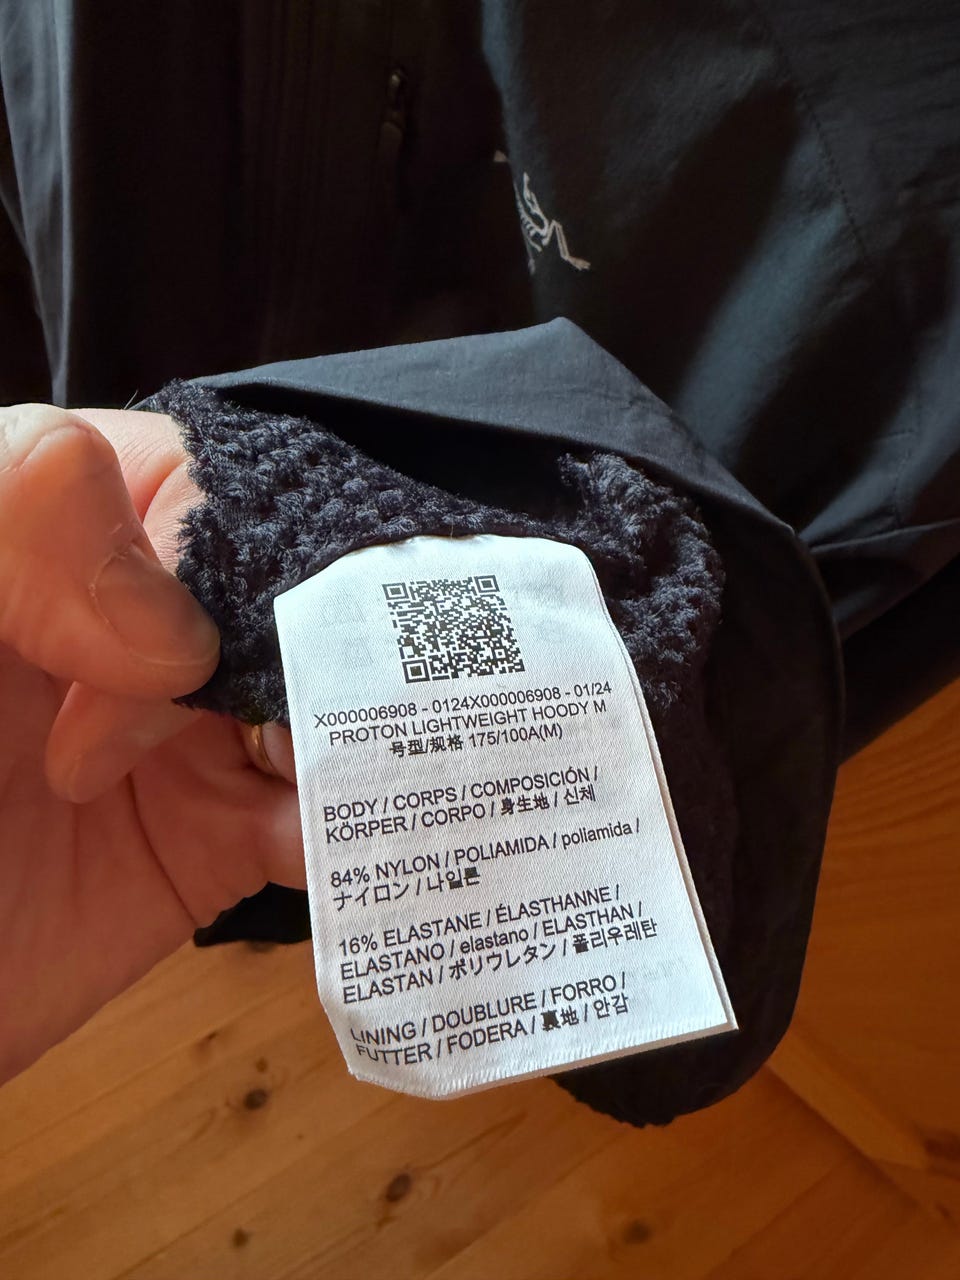 X000006908 - 0124X000006908 - 01/24
PROTON LIGHTWEIGHT HOODY M
号型/规格 175/100A(M)
BODY / CORPS / COMPOSICIÓN /
KÖRPER / CORPO / 身生地 / 신체
84% NYLON / POLIAMIDA / poliamida /
ナイロン / 나일론
16% ELASTANE / ÉLASTHANNE /
ELASTANO / elastano / ELASTHAN /
ELASTAN / ポリウレタン / 폴리우레탄
LINING / DOUBLURE / FORRO /
FUTTER / FODERA / 裏地 / 안감